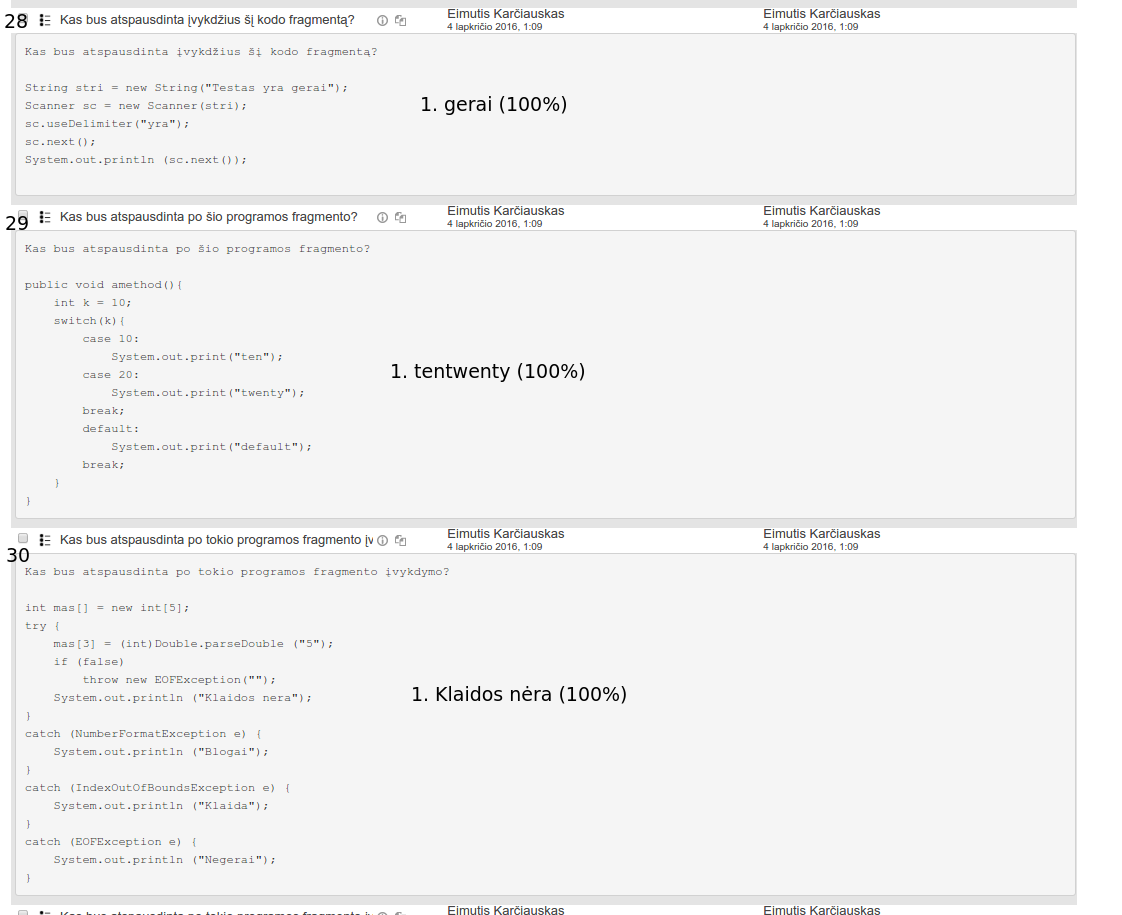 28 Kas bus atspausdinta įvykdžius šį kodo fragmentą? Eimutis Karčiauskas Eimutis Karčiauskas
4 lapkričio 2016, 1:09 4 lapkričio 2016, 1:09
Kas bus atspausdinta įvykdžius šį kodo fragmentą?
String stri = new String("Testas yra gerai");
Scanner sc = new Scanner(stri);
1. gerai (100%)
sc.useDelimiter("yra");
sc.next();
System.out.println (sc.next());
29 Kas bus atspausdinta po šio programos fragmento? Eimutis Karčiauskas Eimutis Karčiauskas
4 lapkričio 2016, 1:09 4 lapkričio 2016, 1:09
Kas bus atspausdinta po šio programos fragmento?
public void amethod(){
int k = 10;
switch(k){
case 10:
System.out.print("ten");
case 20:
1. tentwenty (100%)
System.out.print("twenty");
break;
default:
System.out.print("default");
break;
}
}
30 Kas bus atspausdinta po tokio programos fragmento įv Eimutis Karčiauskas Eimutis Karčiauskas
4 lapkričio 2016, 1:09 4 lapkričio 2016, 1:09
Kas bus atspausdinta po tokio programos fragmento įvykdymo?
int mas[] = new int[5];
try {
mas[3] = (int)Double.parseDouble ("5");
if (false)
throw new EOFException("");
System.out.println ("Klaidos nera");
1. Klaidos nėra (100%)
}
catch (NumberFormatException e) {
System.out.println ("Blogai");
}
catch (IndexOutOfBoundsException e) {
System.out.println ("Klaida");
}
catch (EOFException e) {
System.out.println ("Negerai");
}
Eimutis Karčiauskas Eimutis Karčiauskas